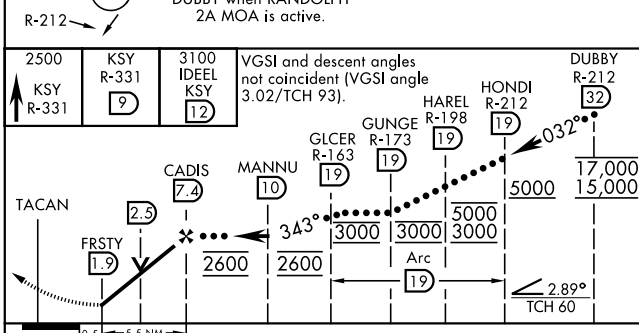 DUBBY when RANDOLPH
2A MOA is active.
R-212
2500
KSY
R-331
KSY
R-331
9
3100
IDEEL
KSY
12
VGSI and descent angles
not coincident (VGSI angle
3.02/TCH 93).
DUBBY
R-212
32
HONDI
R-212
19
HAREL
R-198
19
GUNGE
R-173
19
GLCER
R-163
19
MANNU
10
CADIS
7.4
2.5
TACAN
FRSTY
1.9
032°
17,000
15,000
5000
5000
3000
3000
3000
343°
2600
2600
Arc
19
2.89°
TCH 60
0.5
5.5 NM